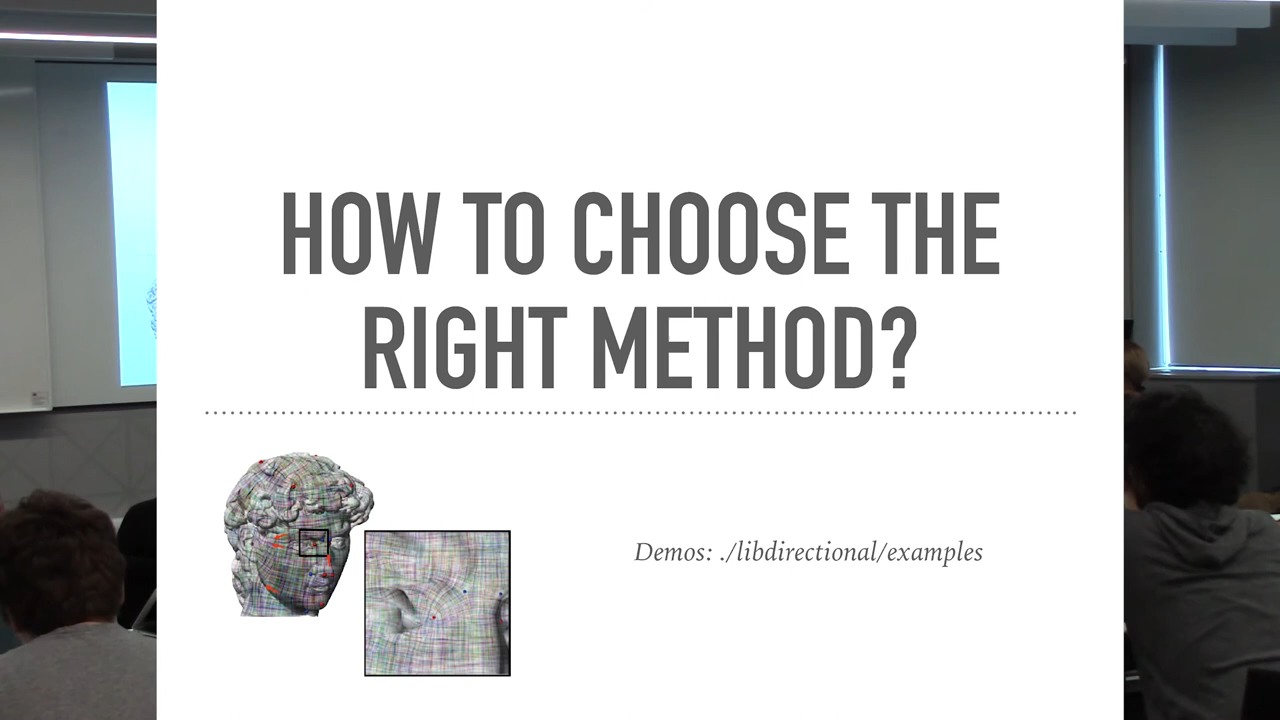 HOW TO CHOOSE THE
RIGHT METHOD?
Demos: ./libdirectional/examples